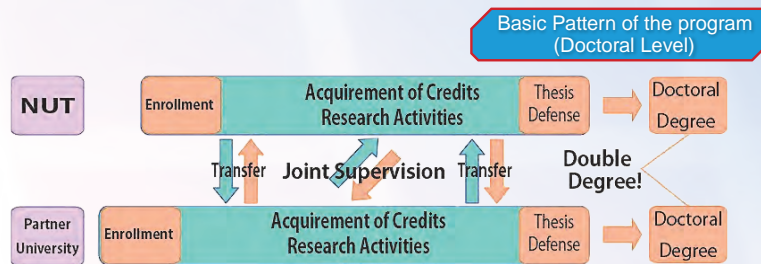 Basic Pattern of the program
(Doctoral Level)
NUT
Enrollment
Acquirement of Credits
Research Activities
Thesis
Defense
Doctoral
Degree
Transfer
Joint Supervision
Transfer
Double
Degree!
Partner
University
Enrollment
Acquirement of Credits
Research Activities
Thesis
Defense
Doctoral
Degree